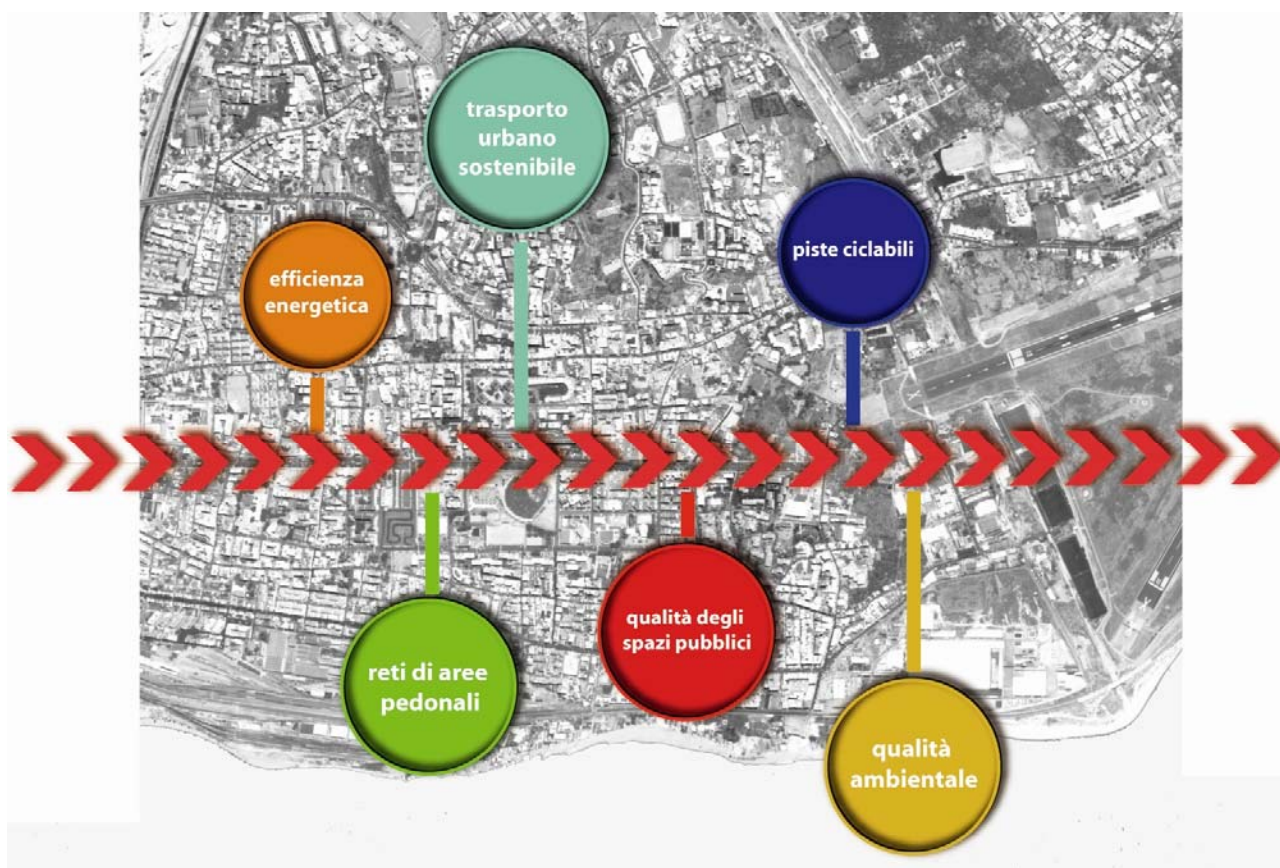 trasporto
urbano
sostenibile
piste ciclabili
efficienza
energetica
qualità degli
spazi pubblici
reti di aree
pedonali
qualità
ambientale